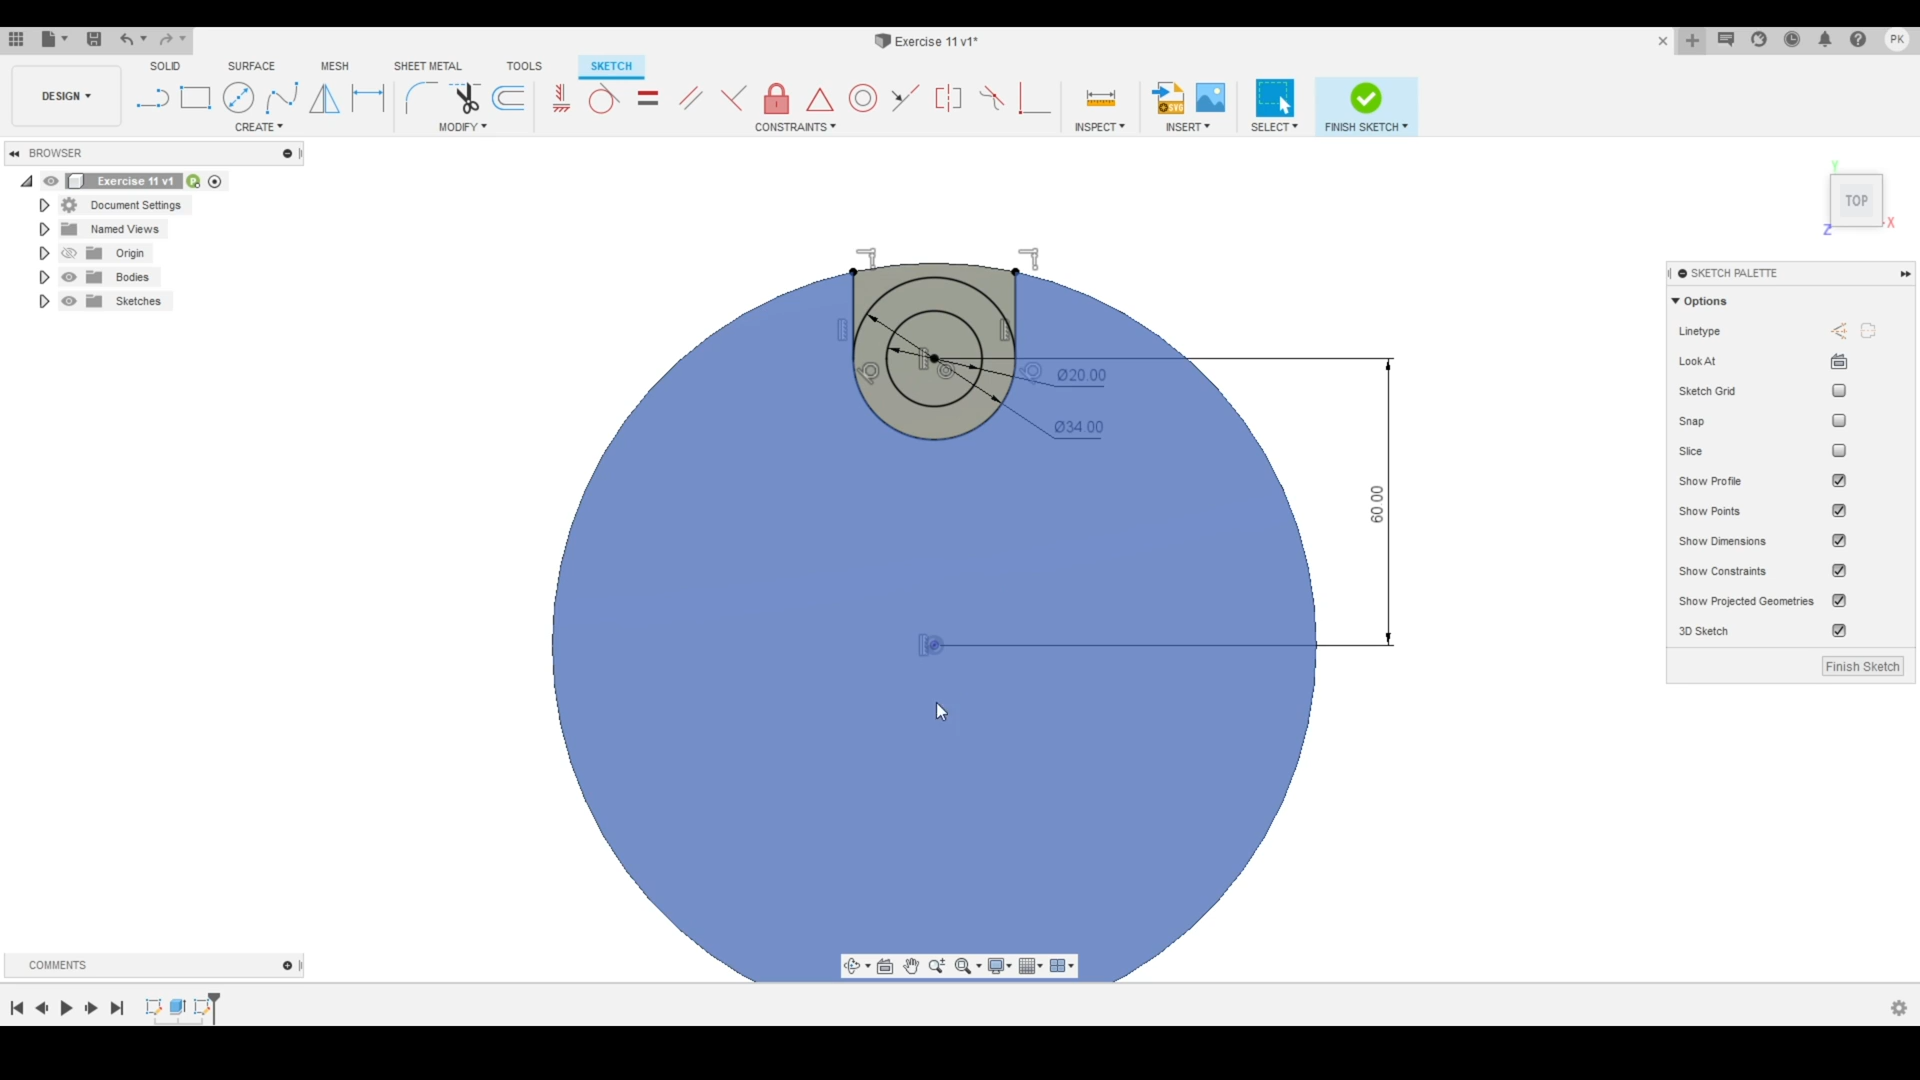 Exercise 11 v1*
PK
DESIGN
SOLID
SURFACE
MESH
SHEET METAL
TOOLS
SKETCH
CREATE
MODIFY
CONSTRAINTS
INSPECT
INSERT
SELECT
FINISH SKETCH
BROWSER
Exercise 11 v1
Document Settings
Named Views
Origin
Bodies
Sketches
Y
TOP
X
Z
Ø20.00
Ø34.00
60.00
SKETCH PALETTE
Options
Linetype
Look At
Sketch Grid
Snap
Slice
Show Profile
Show Points
Show Dimensions
Show Constraints
Show Projected Geometries
3D Sketch
Finish Sketch
COMMENTS